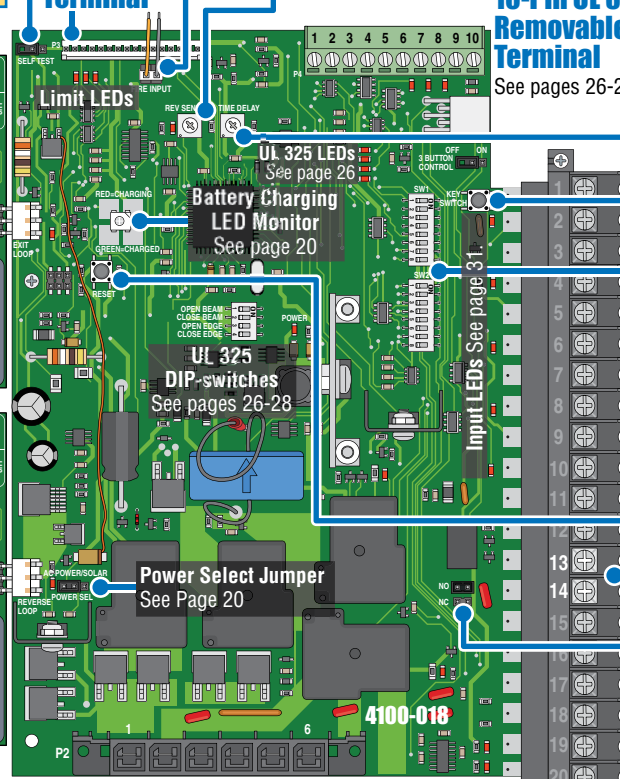 Terminal
10-Pin UL
Removable
Terminal
See pages 26-2
P3
SELF TEST
1 2 3 4 5 6 7 8 9 10
P4
RE INPUT
Limit LEDs
REV SEN
TIME DELAY
UL 325 LEDs
See page 26
OFF ON
3 BUTTON
CONTROL
SW1
KEY
SWITCH
RED=CHARGING
Battery Charging
LED Monitor
See page 20
GREEN=CHARGED
EXIT
LOOP
RESET
SW2
OPEN BEAM
CLOSE BEAM
OPEN EDGE
CLOSE EDGE
POWER
UL 325
DIP-switches
See pages 26-28
Input LEDs See page 31.
AC POWER/SOLAR
POWER SEL
Power Select Jumper
See Page 20
REVERSE
LOOP
NO
NC
4100-018
P2
1
6
1
2
3
4
5
6
7
8
9
10
11
12
13
14
15
16
17
18
19
20